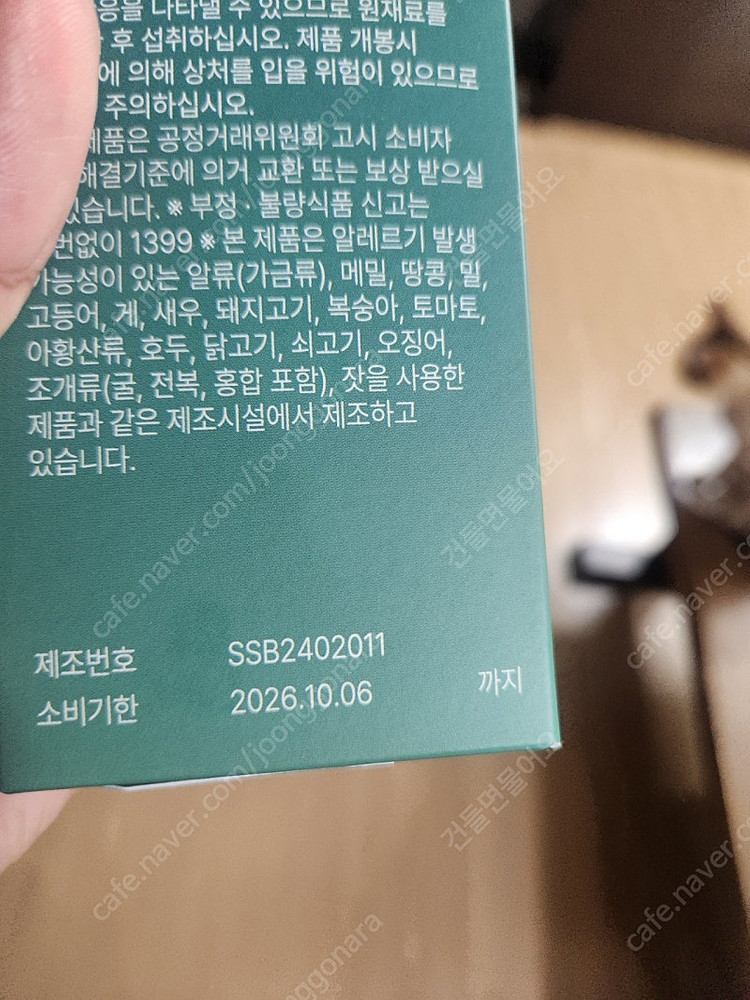 응을 나타낼 수 있으므로 원재료를
후 섭취하십시오. 제품 개봉시
에 의해 상처를 입을 위험이 있으므로
주의하십시오.
제품은 공정거래위원회 고시 소비자
해결기준에 의거 교환 또는 보상 받으실
있습니다. ※ 부정 · 불량식품 신고는
번없이 1399 ※ 본 제품은 알레르기 발생
가능성이 있는 알류(가금류), 메밀, 땅콩, 밀,
고등어, 게, 새우, 돼지고기, 복숭아, 토마토,
아황산류, 호두, 닭고기, 쇠고기, 오징어,
조개류(굴, 전복, 홍합 포함), 잣을 사용한
제품과 같은 제조시설에서 제조하고
있습니다.
제조번호 SSB2402011
소비기한 2026.10.06 까지
cafe.naver.com/joonggonara
건들면물어요